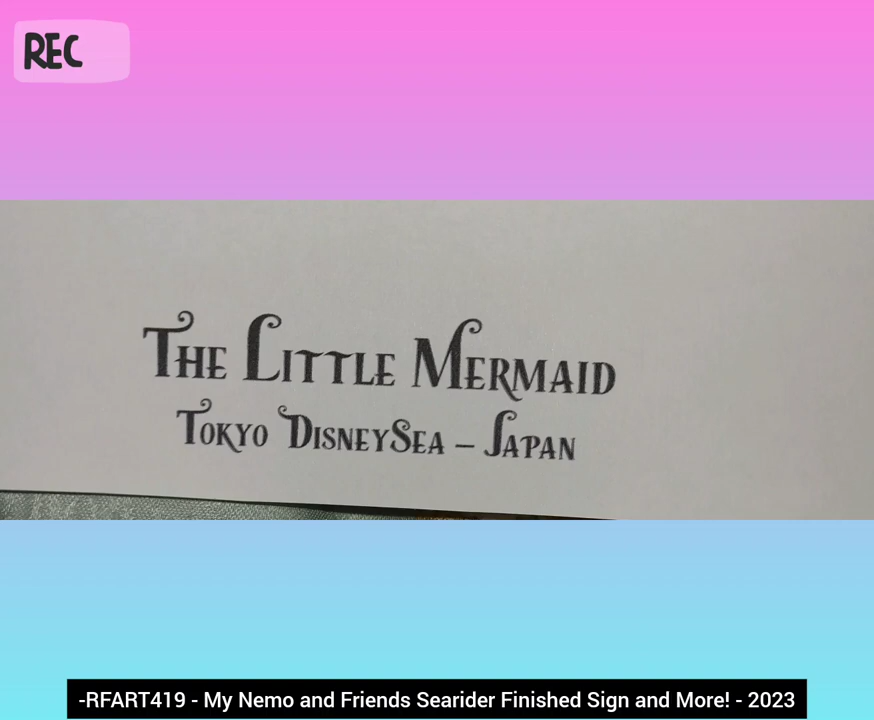 REC
The Little Mermaid
Tokyo DisneySea – Japan
-RFART419 - My Nemo and Friends Searider Finished Sign and More! - 2023